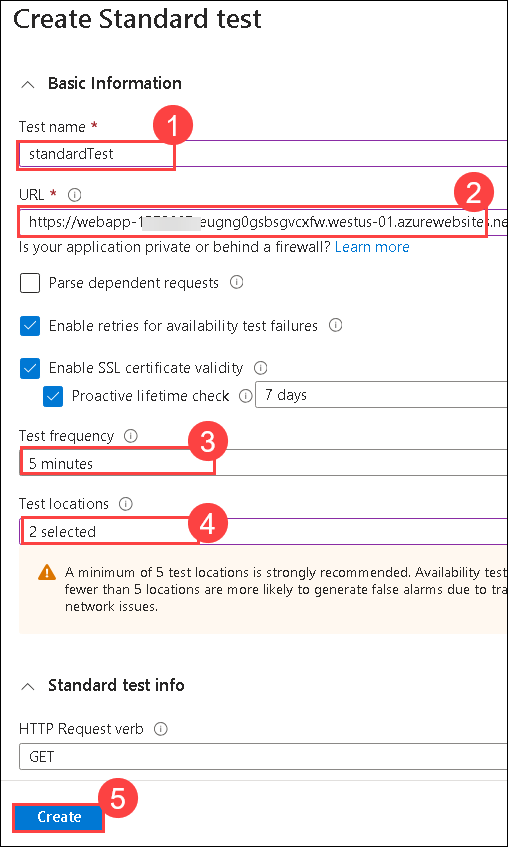 Create Standard test
Basic Information
Test name *
1
standardTest
URL *
2
https://webapp-1 eugng0gsbsgvcxfw.westus-01.azurewebsites.ne
Is your application private or behind a firewall? Learn more
Parse dependent requests
Enable retries for availability test failures
Enable SSL certificate validity
Proactive lifetime check
7 days
Test frequency
3
5 minutes
Test locations
4
2 selected
A minimum of 5 test locations is strongly recommended. Availability test
fewer than 5 locations are more likely to generate false alarms due to tra
network issues.
Standard test info
HTTP Request verb
GET
5
Create